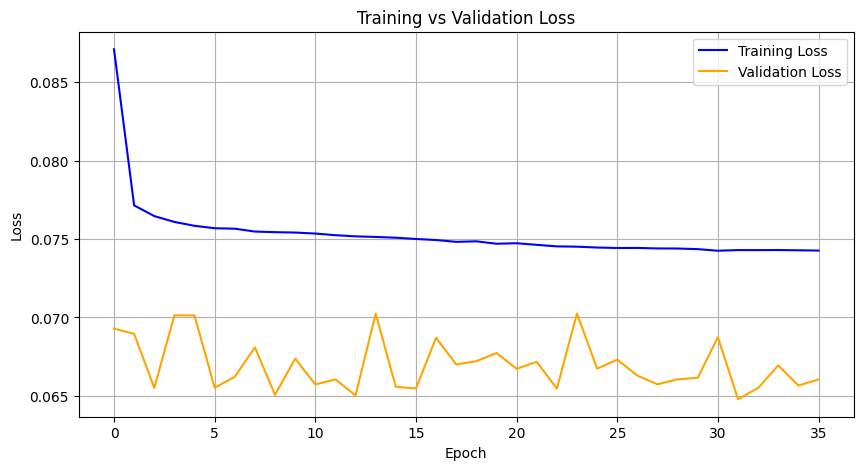 Training vs Validation Loss
Training Loss
Validation Loss
0.085
0.080
0.075
0.070
0.065
Loss
0 5 10 15 20 25 30 35
Epoch